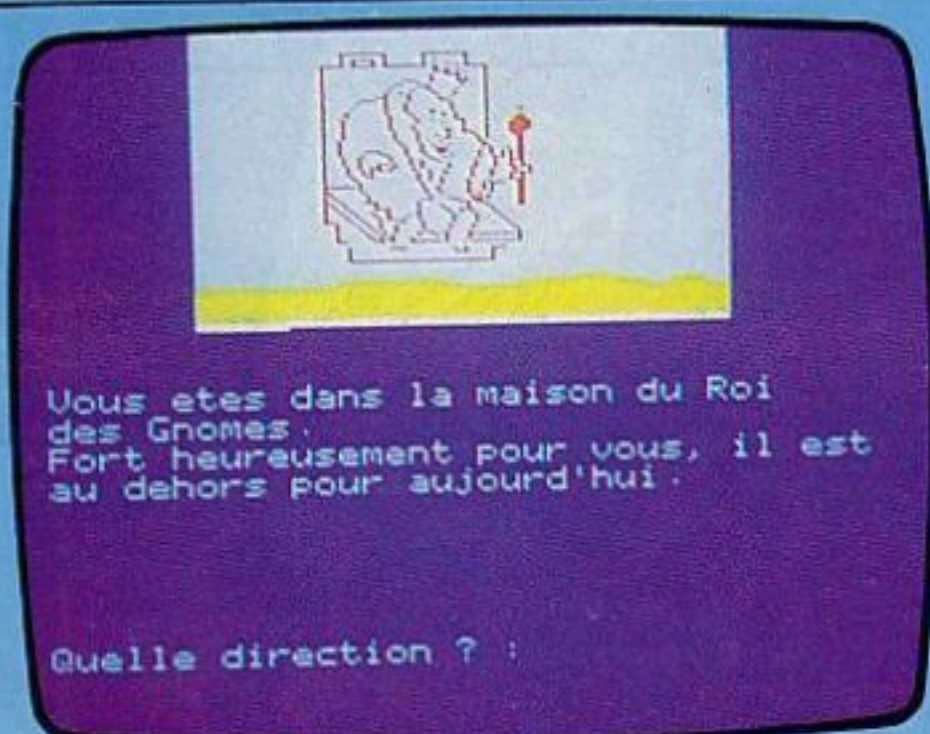 Vous etes dans la maison du Roi
des Gnomes.
Fort heureusement pour vous, il est
au dehors pour aujourd'hui.
Quelle direction ? :